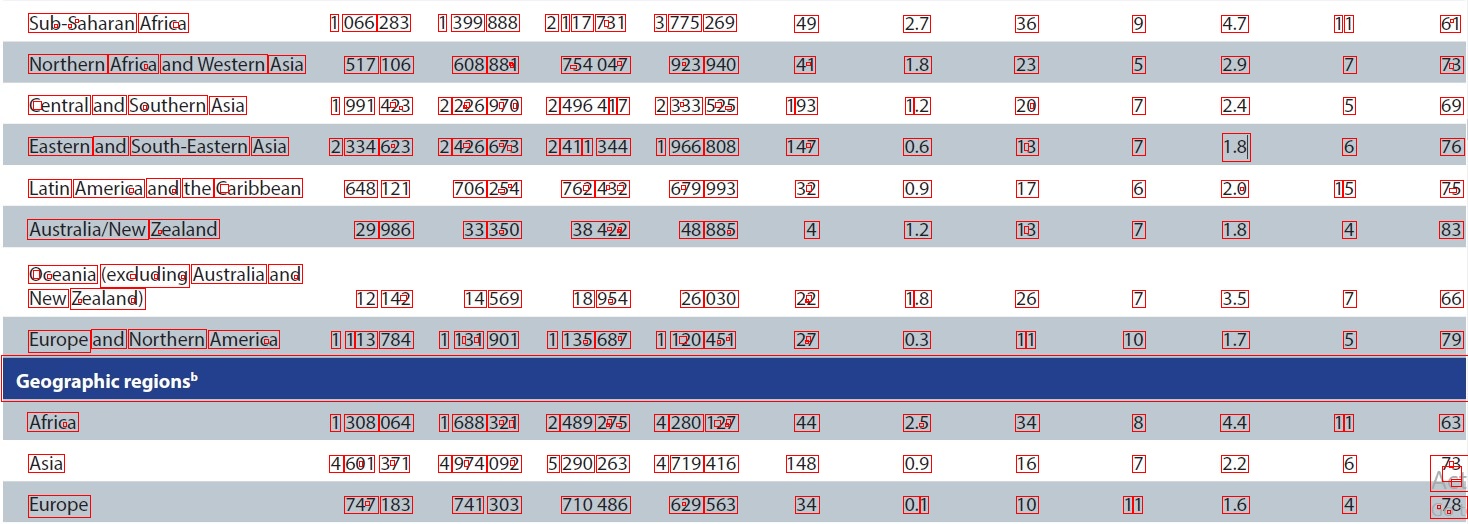 Sub-Saharan Africa 1 066 283 1 399 888 2 117 731 3 775 269 49 2.7 36 9 4.7 11 61
Northern Africa and Western Asia 517 106 608 884 754 047 923 940 41 1.8 23 5 2.9 7 73
Central and Southern Asia 1 991 423 2 226 970 2 496 417 2 333 525 193 1.2 20 7 2.4 5 69
Eastern and South-Eastern Asia 2 334 623 2 426 673 2 411 344 1 966 808 147 0.6 13 7 1.8 6 76
Latin America and the Caribbean 648 121 706 254 762 432 679 993 32 0.9 17 6 2.0 15 75
Australia/New Zealand 29 986 33 350 38 422 48 885 4 1.2 13 7 1.8 4 83
Oceania (excluding Australia and
New Zealand) 12 142 14 569 18 954 26 030 22 1.8 26 7 3.5 7 66
Europe and Northern America 1 113 784 1 131 901 1 135 687 1 120 451 27 0.3 11 10 1.7 5 79
Geographic regionsᵇ
Africa 1 308 064 1 688 321 2 489 275 4 280 127 44 2.5 34 8 4.4 11 63
Asia 4 601 371 4 974 092 5 290 263 4 719 416 148 0.9 16 7 2.2 6 73
Europe 747 183 741 303 710 486 629 563 34 0.1 10 11 1.6 4 78